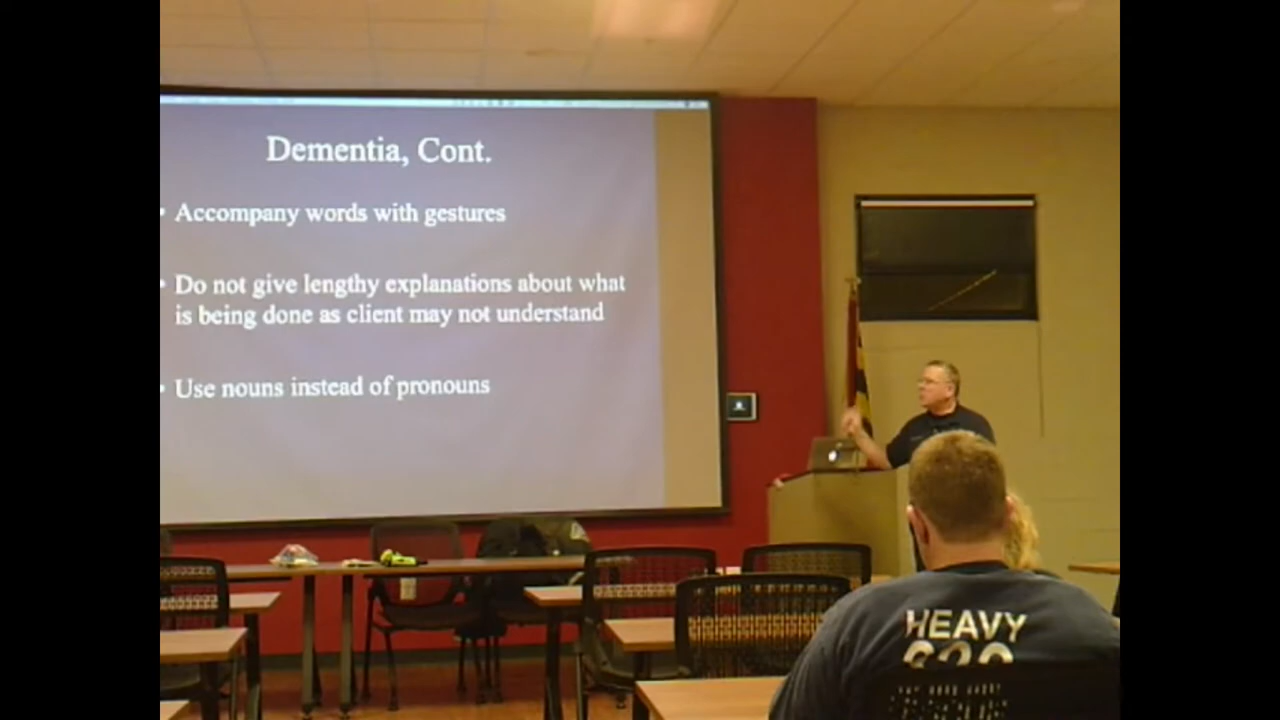 Dementia, Cont.
• Accompany words with gestures
• Do not give lengthy explanations about what
is being done as client may not understand
• Use nouns instead of pronouns
HEAVY